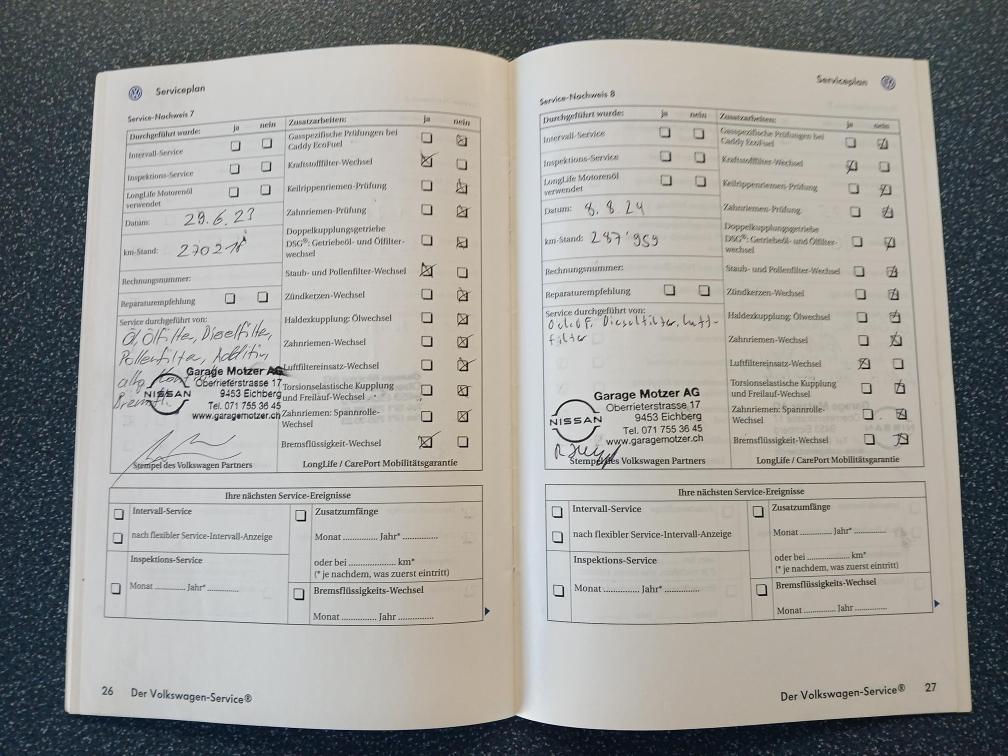 Serviceplan
Service-Nachweis 7
Durchgeführt wurde: ja nein
Intervall-Service
Inspektions-Service
LongLife Motorenöl
verwendet
Datum: 29.6.23
km-Stand:
Rechnungsnummer:
Reparaturempfehlung
Service durchgeführt von:
Öl, Ölfilter, Dieselfilter,
Pollenfilter, Additiv,
alle
NISSAN
Garage Motzer AG
Oberrieterstrasse 17
9453 Eichberg
Tel. 071 755 36 45
www.garagemotzer.ch
Stempel des Volkswagen Partners
Zusatzarbeiten: ja nein
Gasspezifische Prüfungen bei
Caddy EcoFuel
Kraftstofffilter-Wechsel
Keilrippenriemen-Prüfung
Zahnriemen-Prüfung
Doppelkupplungsgetriebe
DSG®: Getriebeöl- und Ölfilter-
wechsel
Staub- und Pollenfilter-Wechsel
Zündkerzen-Wechsel
Haldexkupplung: Ölwechsel
Zahnriemen-Wechsel
Luftfiltereinsatz-Wechsel
Torsionselastische Kupplung
und Freilauf-Wechsel
Zahnriemen: Spannrolle-
Wechsel
Bremsflüssigkeit-Wechsel
LongLife / CarePort Mobilitätsgarantie
Ihre nächsten Service-Ereignisse
Intervall-Service
nach flexibler Service-Intervall-Anzeige
Inspektions-Service
Monat ........... Jahr* ............
Zusatzumfänge
Monat ............. Jahr* .............
oder bei .................. km*
(* je nachdem, was zuerst eintritt)
Bremsflüssigkeits-Wechsel
Monat ............. Jahr .............
26 Der Volkswagen-Service®
Serviceplan
Service-Nachweis 8
Durchgeführt wurde: ja nein
Intervall-Service
Inspektions-Service
LongLife Motorenöl
verwendet
Datum: 8.8.24
km-Stand: 287'959
Rechnungsnummer:
Reparaturempfehlung
Service durchgeführt von:
Dieselfilter, Luft-
filter
NISSAN
Garage Motzer AG
Oberrieterstrasse 17
9453 Eichberg
Tel. 071 755 36 45
www.garagemotzer.ch
Stempel des Volkswagen Partners
Zusatzarbeiten: ja nein
Gasspezifische Prüfungen bei
Caddy EcoFuel
Kraftstofffilter-Wechsel
Keilrippenriemen-Prüfung
Zahnriemen-Prüfung
Doppelkupplungsgetriebe
DSG®: Getriebeöl- und Ölfilter-
wechsel
Staub- und Pollenfilter-Wechsel
Zündkerzen-Wechsel
Haldexkupplung: Ölwechsel
Zahnriemen-Wechsel
Luftfiltereinsatz-Wechsel
Torsionselastische Kupplung
und Freilauf-Wechsel
Zahnriemen: Spannrolle-
Wechsel
Bremsflüssigkeit-Wechsel
LongLife / CarePort Mobilitätsgarantie
Ihre nächsten Service-Ereignisse
Intervall-Service
nach flexibler Service-Intervall-Anzeige
Inspektions-Service
Monat ........... Jahr* ............
Zusatzumfänge
Monat ............. Jahr* .............
oder bei .................. km*
(* je nachdem, was zuerst eintritt)
Bremsflüssigkeits-Wechsel
Monat ............. Jahr .............
Der Volkswagen-Service® 27